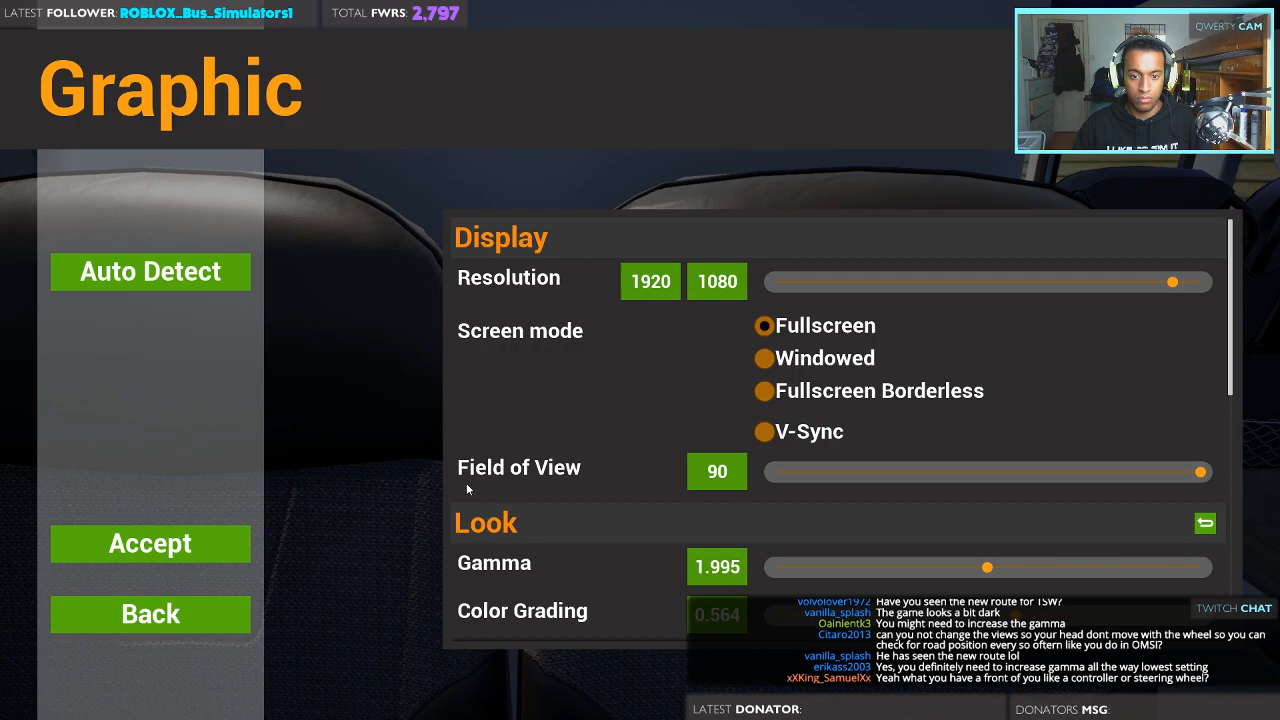 LATEST FOLLOWER: ROBLOX_Bus_Simulators1
TOTAL FWRS: 2,797
QWERTY CAM
Graphic
Auto Detect
Accept
Back
Display
Resolution 1920 1080
Screen mode
Fullscreen
Windowed
Fullscreen Borderless
V-Sync
Field of View 90
Look
Gamma 1.995
Color Grading 0.564
TWITCH CHAT
volvolover1972 Have you seen the new route for TSW?
vanilla_splash The game looks a bit dark
Oainientk3 You might need to increase the gamma
Citaro2013 can you not change the views so your head dont move with the wheel so you can
check for road position every so oftern like you do in OMSI?
vanilla_splash He has seen the new route lol
erikass2003 Yes, you definitely need to increase gamma all the way lowest setting
xXKing_SamuelXx Yeah what you have a front of you like a controller or steering wheel?
LATEST DONATOR:
DONATORS MSG: